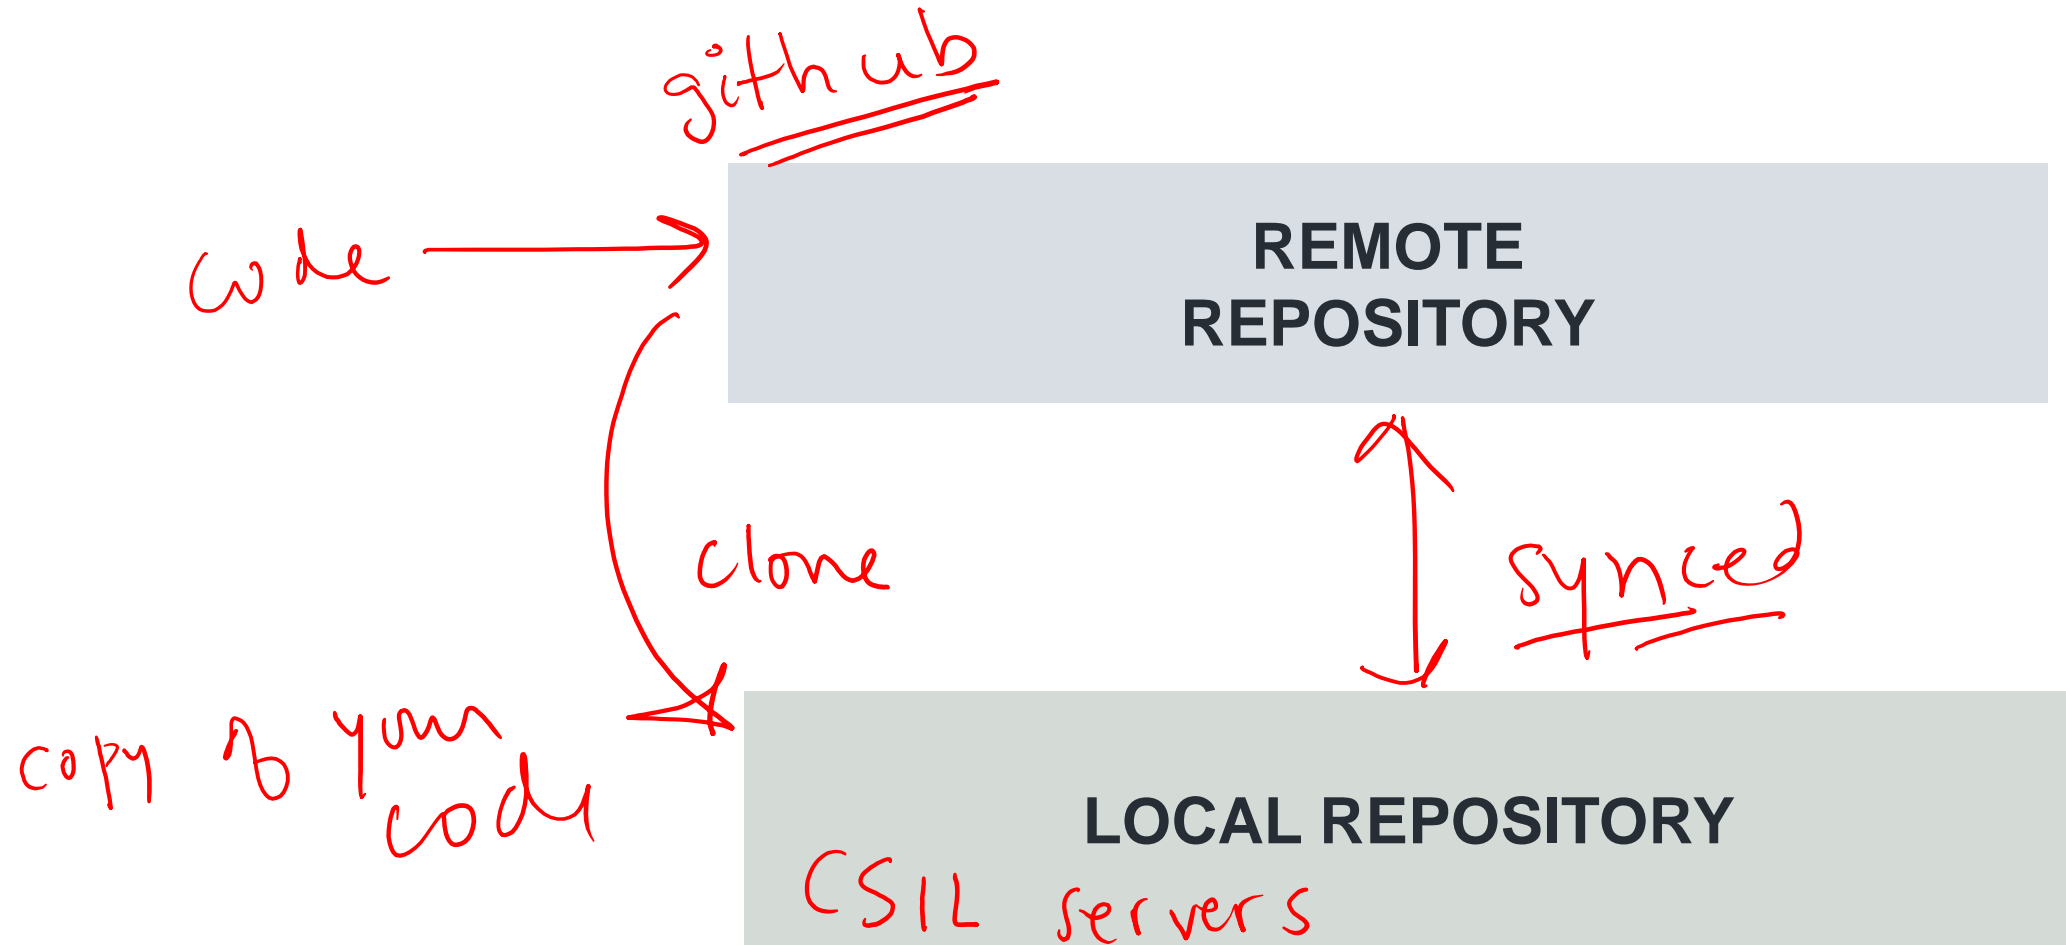 github
code
REMOTE
REPOSITORY
clone
synced
copy of your
code
LOCAL REPOSITORY
CSIL servers